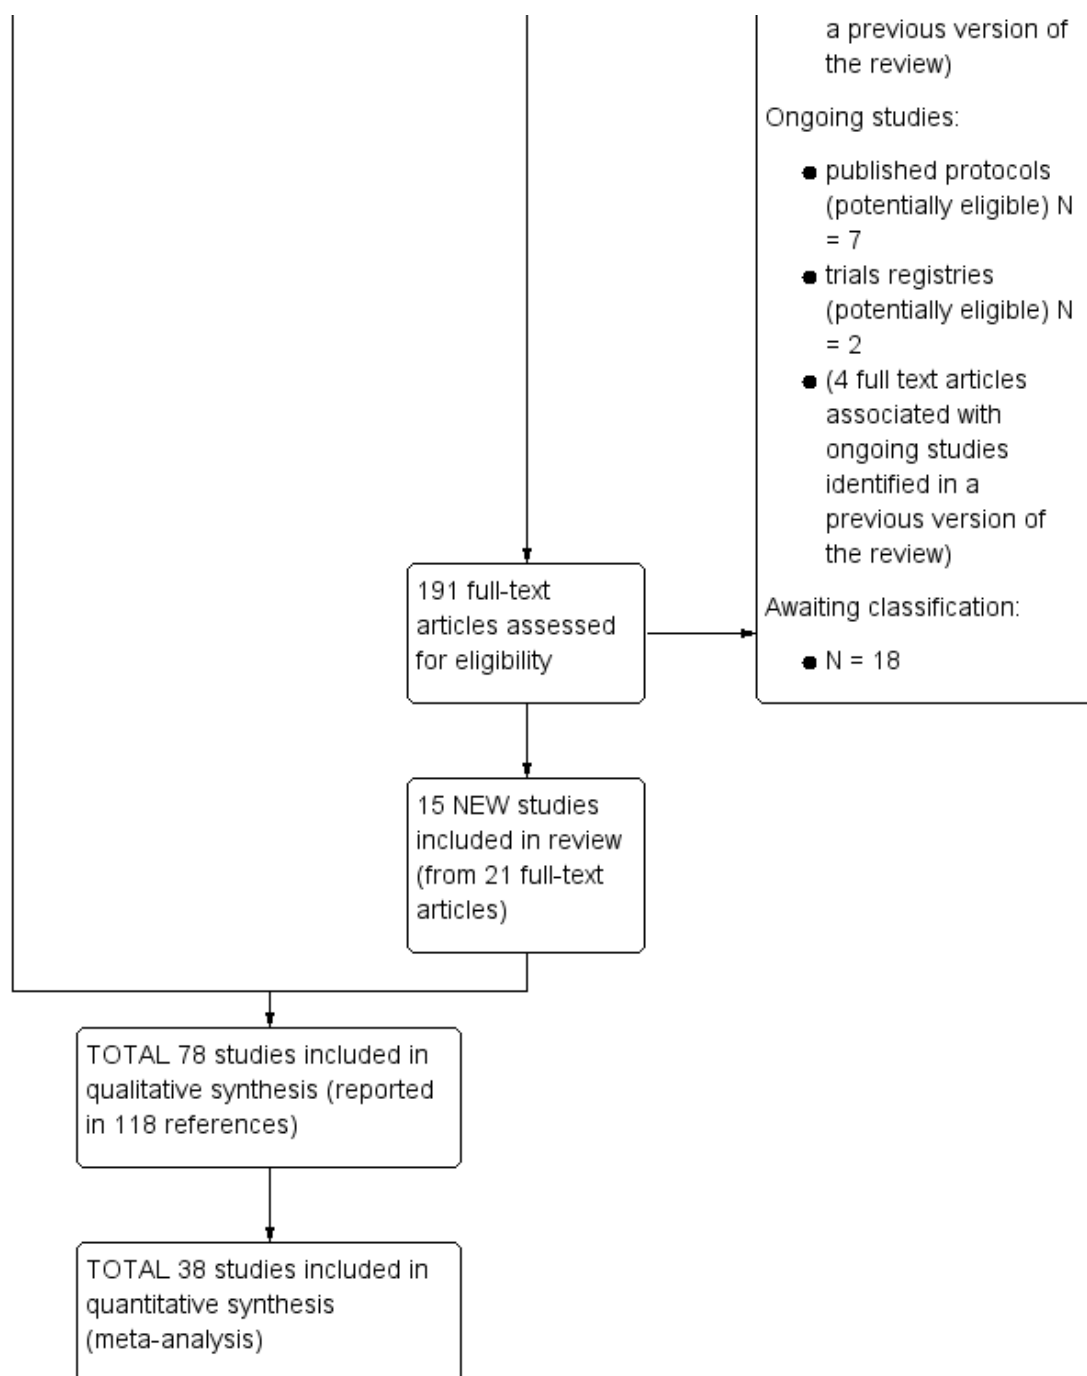 a previous version of
the review)
Ongoing studies:
● published protocols
(potentially eligible) N
= 7
● trials registries
(potentially eligible) N
= 2
● (4 full text articles
associated with
ongoing studies
identified in a
previous version of
the review)
Awaiting classification:
● N = 18
191 full-text
articles assessed
for eligibility
15 NEW studies
included in review
(from 21 full-text
articles)
TOTAL 78 studies included in
qualitative synthesis (reported
in 118 references)
TOTAL 38 studies included in
quantitative synthesis
(meta-analysis)